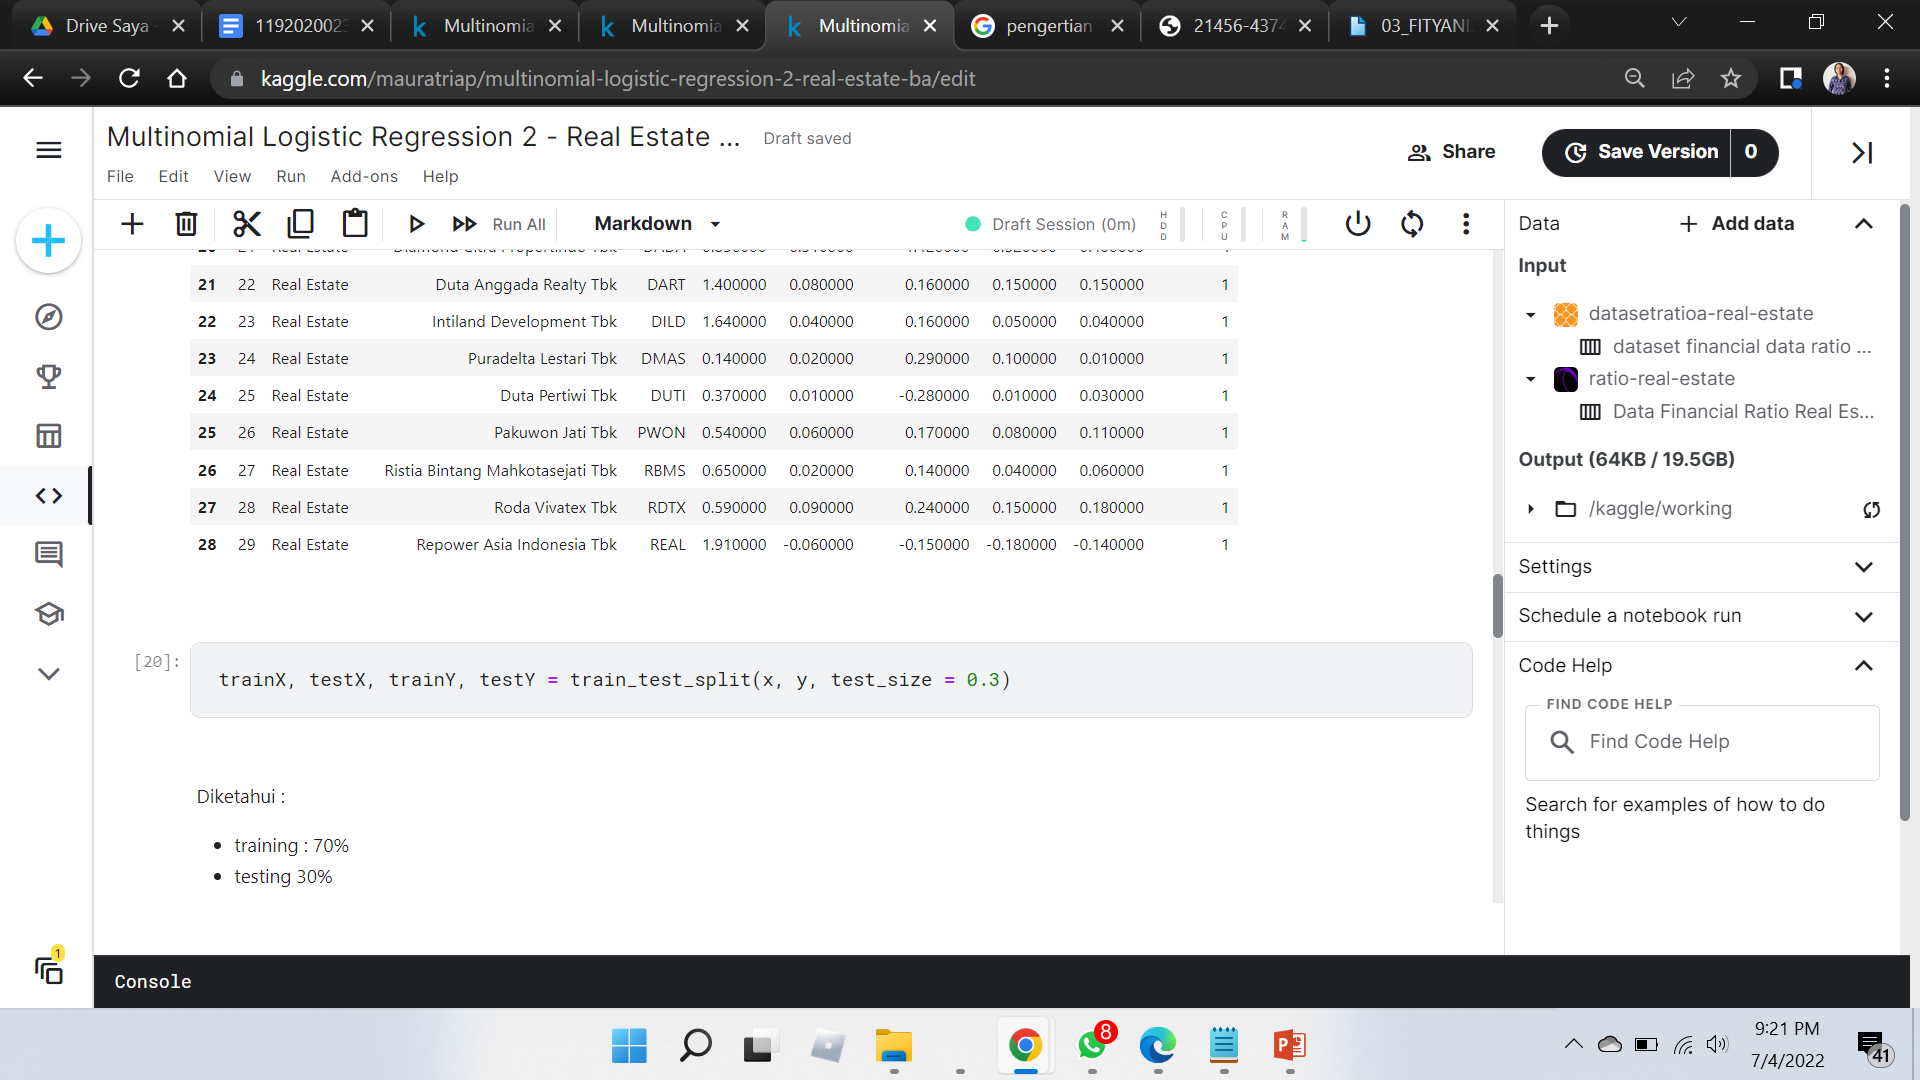 Drive Saya -
119202002
Multinomia
Multinomia
Multinomia
pengertian
21456-4374
03_FITYANI
kaggle.com/mauratriap/multinomial-logistic-regression-2-real-estate-ba/edit
Multinomial Logistic Regression 2 - Real Estate ...
Draft saved
Share
Save Version
0
File Edit View Run Add-ons Help
Run All
Markdown
Draft Session (0m)
HDD
CPU
RAM
21 22 Real Estate Duta Anggada Realty Tbk DART 1.400000 0.080000 0.160000 0.150000 0.150000 1
22 23 Real Estate Intiland Development Tbk DILD 1.640000 0.040000 0.160000 0.050000 0.040000 1
23 24 Real Estate Puradelta Lestari Tbk DMAS 0.140000 0.020000 0.290000 0.100000 0.010000 1
24 25 Real Estate Duta Pertiwi Tbk DUTI 0.370000 0.010000 -0.280000 0.010000 0.030000 1
25 26 Real Estate Pakuwon Jati Tbk PWON 0.540000 0.060000 0.170000 0.080000 0.110000 1
26 27 Real Estate Ristia Bintang Mahkotasejati Tbk RBMS 0.650000 0.020000 0.140000 0.040000 0.060000 1
27 28 Real Estate Roda Vivatex Tbk RDTX 0.590000 0.090000 0.240000 0.150000 0.180000 1
28 29 Real Estate Repower Asia Indonesia Tbk REAL 1.910000 -0.060000 -0.150000 -0.180000 -0.140000 1
[20]:
trainX, testX, trainY, testY = train_test_split(x, y, test_size = 0.3)
Diketahui :
• training : 70%
• testing 30%
Console
Data
Add data
Input
datasetratioa-real-estate
dataset financial data ratio ...
ratio-real-estate
Data Financial Ratio Real Es...
Output (64KB / 19.5GB)
/kaggle/working
Settings
Schedule a notebook run
Code Help
FIND CODE HELP
Find Code Help
Search for examples of how to do
things
1
8
9:21 PM
7/4/2022
41